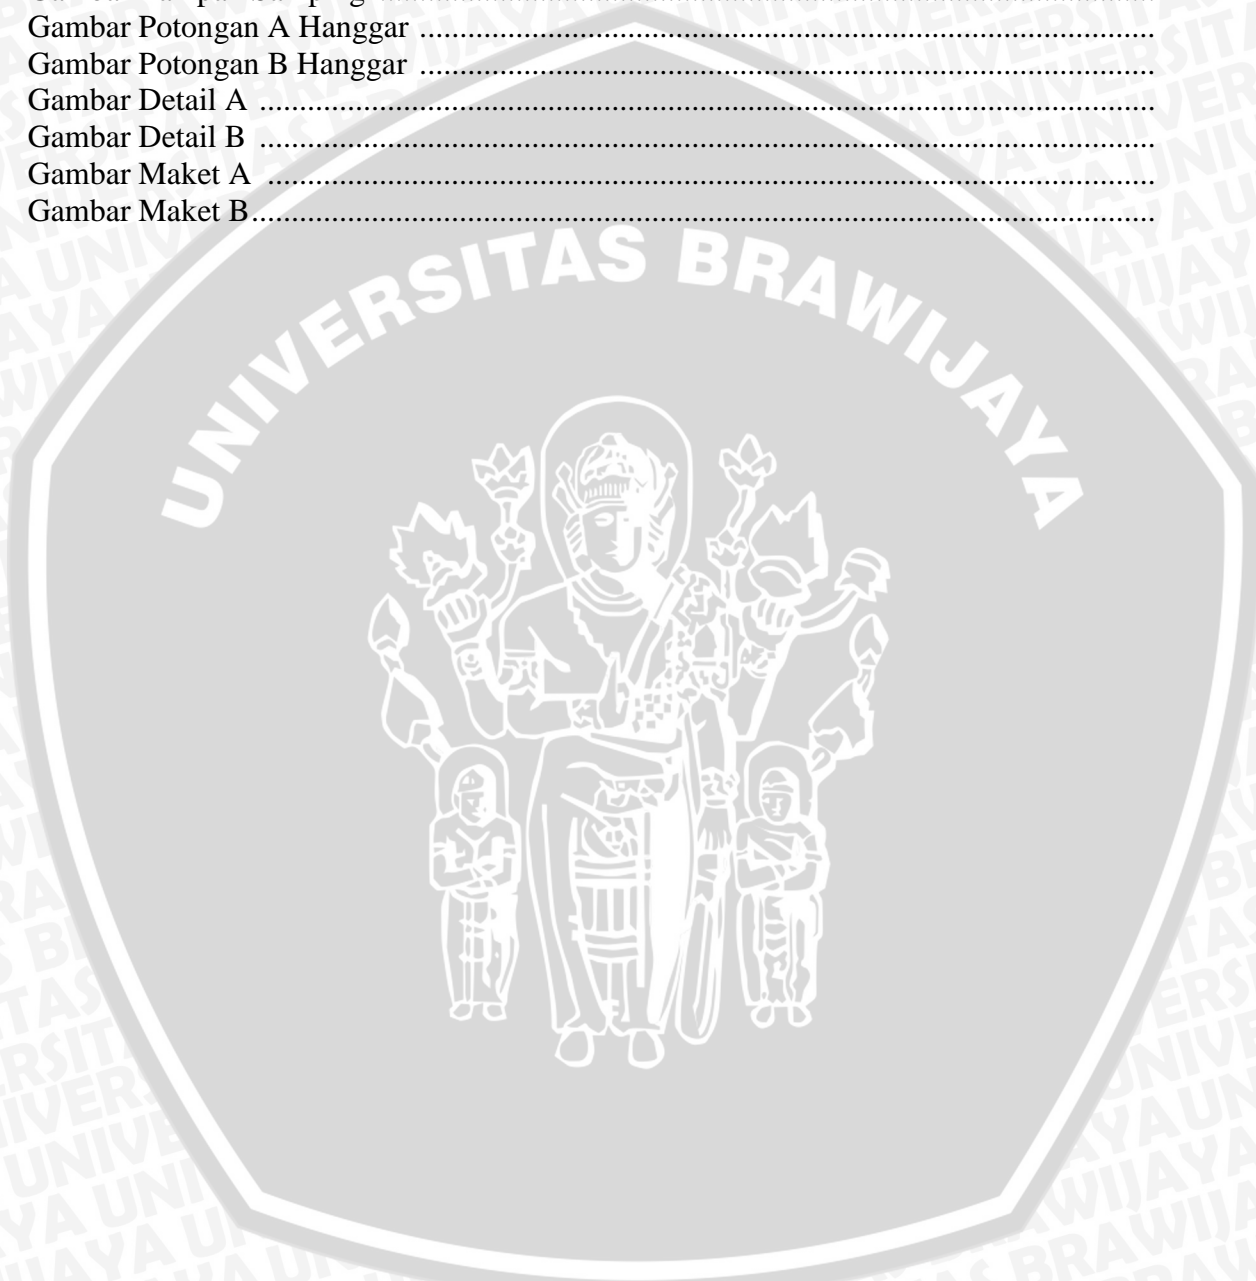 Gambar Potongan A Hanggar ............................................................................................
Gambar Potongan B Hanggar ............................................................................................
Gambar Detail A ................................................................................................................
Gambar Detail B ................................................................................................................
Gambar Maket A ...............................................................................................................
Gambar Maket B.................................................................................................................
UNIVERSITAS BRAWIJAYA